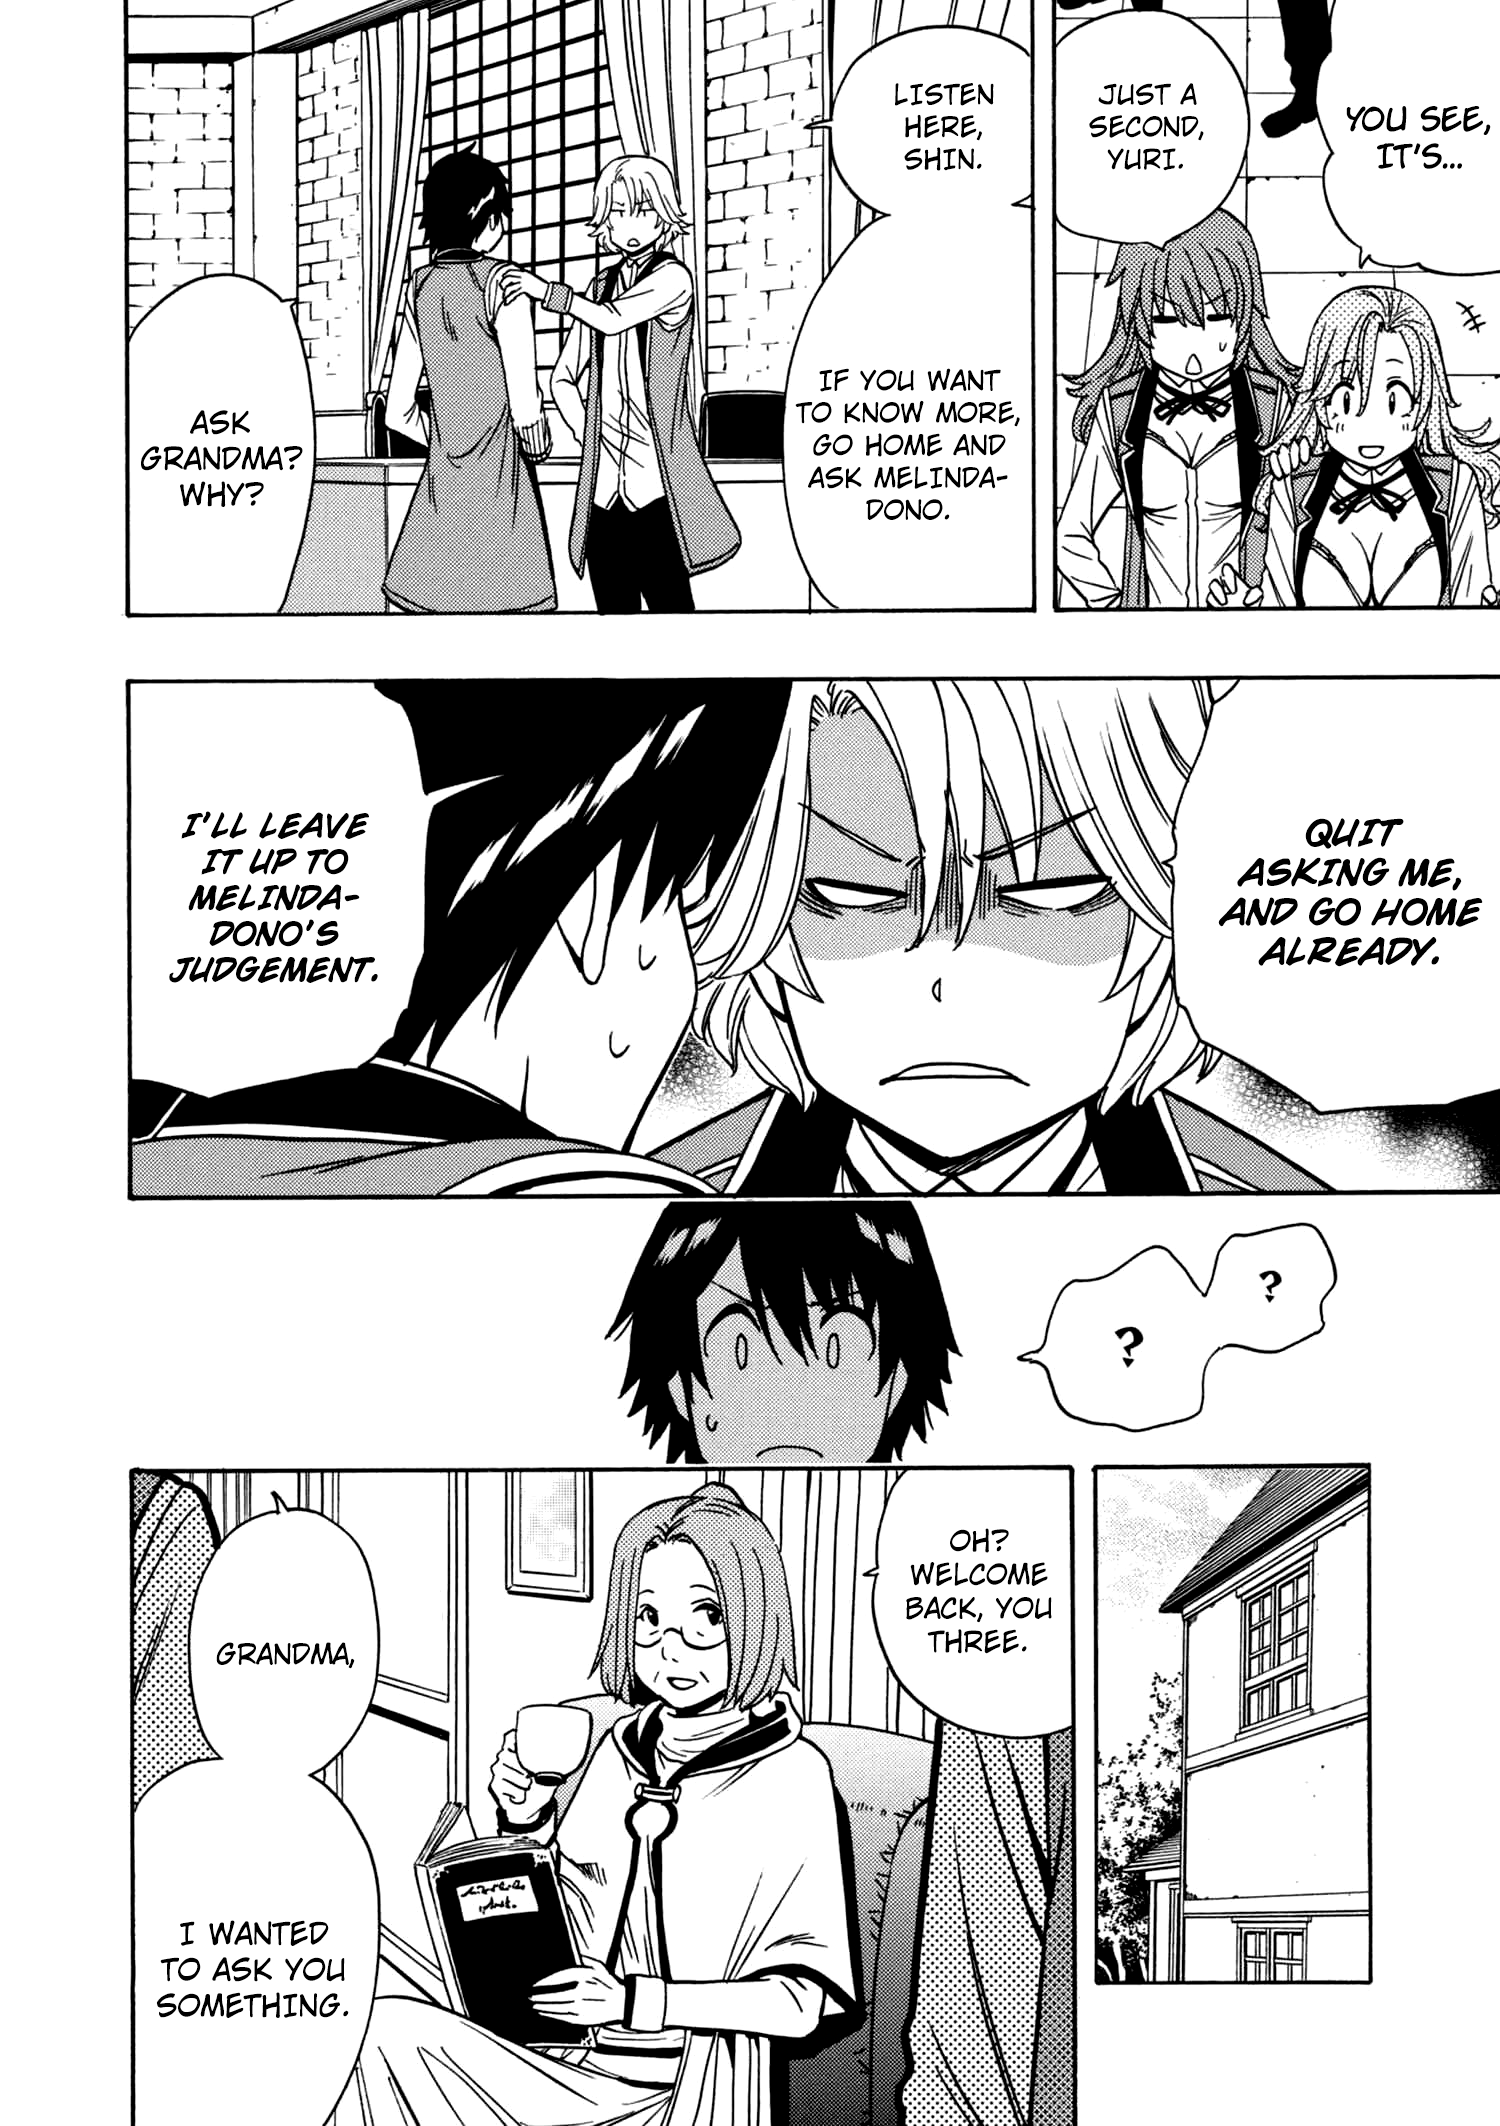 YOU SEE,
IT'S...
JUST A
SECOND,
YURI.
LISTEN
HERE,
SHIN.
IF YOU WANT
TO KNOW MORE,
GO HOME AND
ASK MELINDA-
DONO.
ASK
GRANDMA?
WHY?
QUIT
ASKING ME,
AND GO HOME
ALREADY.
I'LL LEAVE
IT UP TO
MELINDA-
DONO'S
JUDGEMENT.
?
?
OH?
WELCOME
BACK, YOU
THREE.
GRANDMA,
I WANTED
TO ASK YOU
SOMETHING.